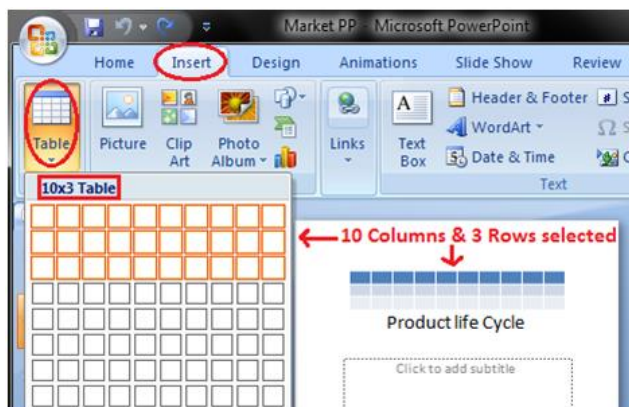 Market PP - Microsoft PowerPoint
Home Insert Design Animations Slide Show Review
Table
Picture
Clip Art
Photo Album
Links
A
Text Box
Header & Footer
WordArt
Date & Time
Text
10x3 Table
10 Columns & 3 Rows selected
Product life Cycle
Click to add subtitle